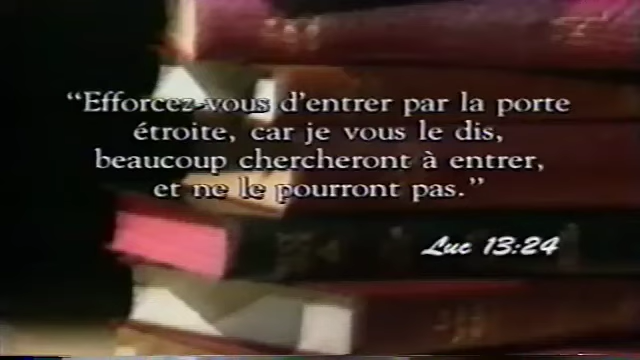 “Efforcez-vous d’entrer par la porte
étroite, car je vous le dis,
beaucoup chercheront à entrer,
et ne le pourront pas.”
Luc 13:24